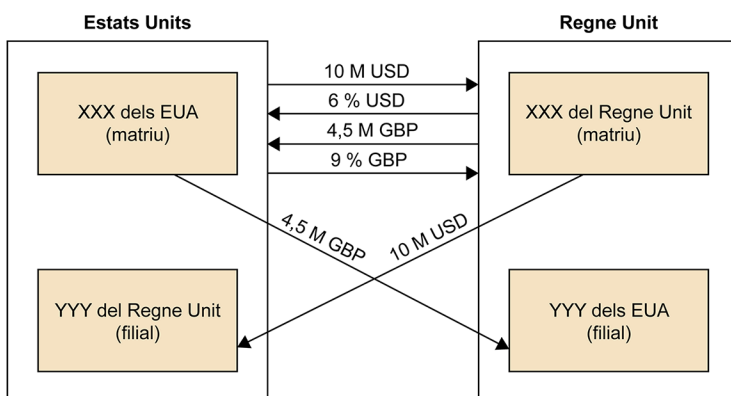 Estats Units
Regne Unit
XXX dels EUA
(matriu)
10 M USD
6 % USD
4,5 M GBP
9 % GBP
XXX del Regne Unit
(matriu)
4,5 M GBP
10 M USD
YYY del Regne Unit
(filial)
YYY dels EUA
(filial)